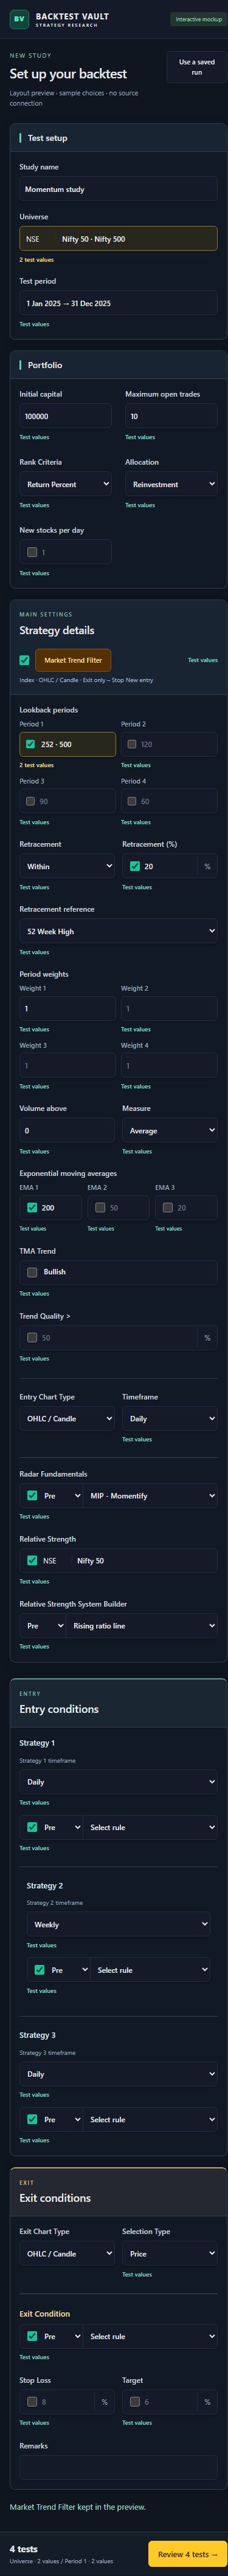 BV
BACKTEST VAULT
STRATEGY RESEARCH
Interactive mockup
NEW STUDY
Set up your backtest
Layout preview · sample choices · no source
connection
Use a saved
run
Test setup
Study name
Momentum study
Universe
NSE Nifty 50 · Nifty 500
2 test values
Test period
1 Jan 2025 → 31 Dec 2025
Test values
Portfolio
Initial capital Maximum open trades
100000 10
Test values Test values
Rank Criteria Allocation
Return Percent Reinvestment
Test values Test values
New stocks per day
1
Test values
MAIN SETTINGS
Strategy details
Market Trend Filter Test values
Index · OHLC / Candle · Exit only – Stop New entry
Lookback periods
Period 1 Period 2
252 · 500 120
2 test values Test values
Period 3 Period 4
90 60
Test values Test values
Retracement Retracement (%)
Within 20 %
Test values Test values
Retracement reference
52 Week High
Test values
Period weights
Weight 1 Weight 2
1 1
Test values Test values
Weight 3 Weight 4
1 1
Test values Test values
Volume above Measure
0 Average
Test values Test values
Exponential moving averages
EMA 1 EMA 2 EMA 3
200 50 20
Test values Test values Test values
TMA Trend
Bullish
Test values
Trend Quality >
50 %
Test values
Entry Chart Type Timeframe
OHLC / Candle Daily
Test values
Radar Fundamentals
Pre MIP - Momentify
Test values
Relative Strength
NSE Nifty 50
Test values
Relative Strength System Builder
Pre Rising ratio line
Test values
ENTRY
Entry conditions
Strategy 1
Strategy 1 timeframe
Daily
Test values
Pre Select rule
Test values
Strategy 2
Strategy 2 timeframe
Weekly
Test values
Pre Select rule
Test values
Strategy 3
Strategy 3 timeframe
Daily
Test values
Pre Select rule
Test values
EXIT
Exit conditions
Exit Chart Type Selection Type
OHLC / Candle Price
Test values
Exit Condition
Pre Select rule
Test values
Stop Loss Target
8 % 6 %
Test values Test values
Remarks
Market Trend Filter kept in the preview.
4 tests
Universe · 2 values / Period 1 · 2 values
Review 4 tests →